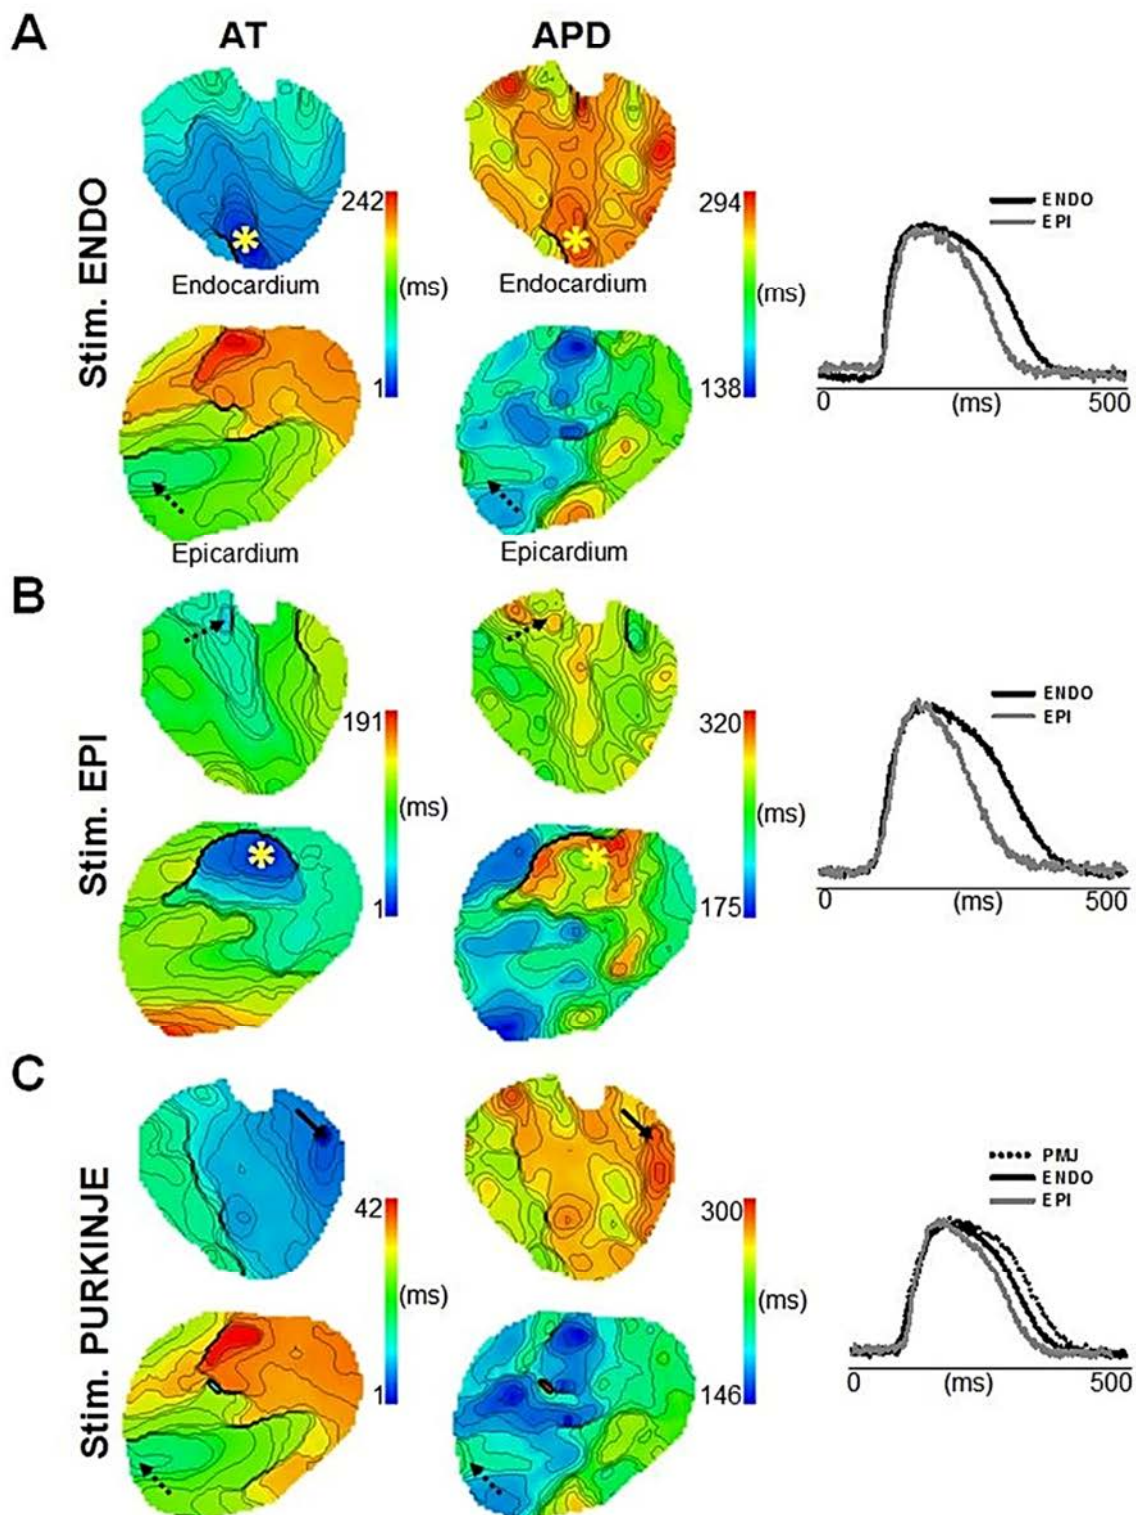 A
AT
APD
Stim. ENDO
242
(ms)
1
294
(ms)
138
ENDO
EPI
0
(ms)
500
Endocardium
Endocardium
Epicardium
Epicardium
B
Stim. EPI
191
(ms)
1
320
(ms)
175
ENDO
EPI
0
(ms)
500
C
Stim. PURKINJE
42
(ms)
1
300
(ms)
146
PMJ
ENDO
EPI
0
(ms)
500